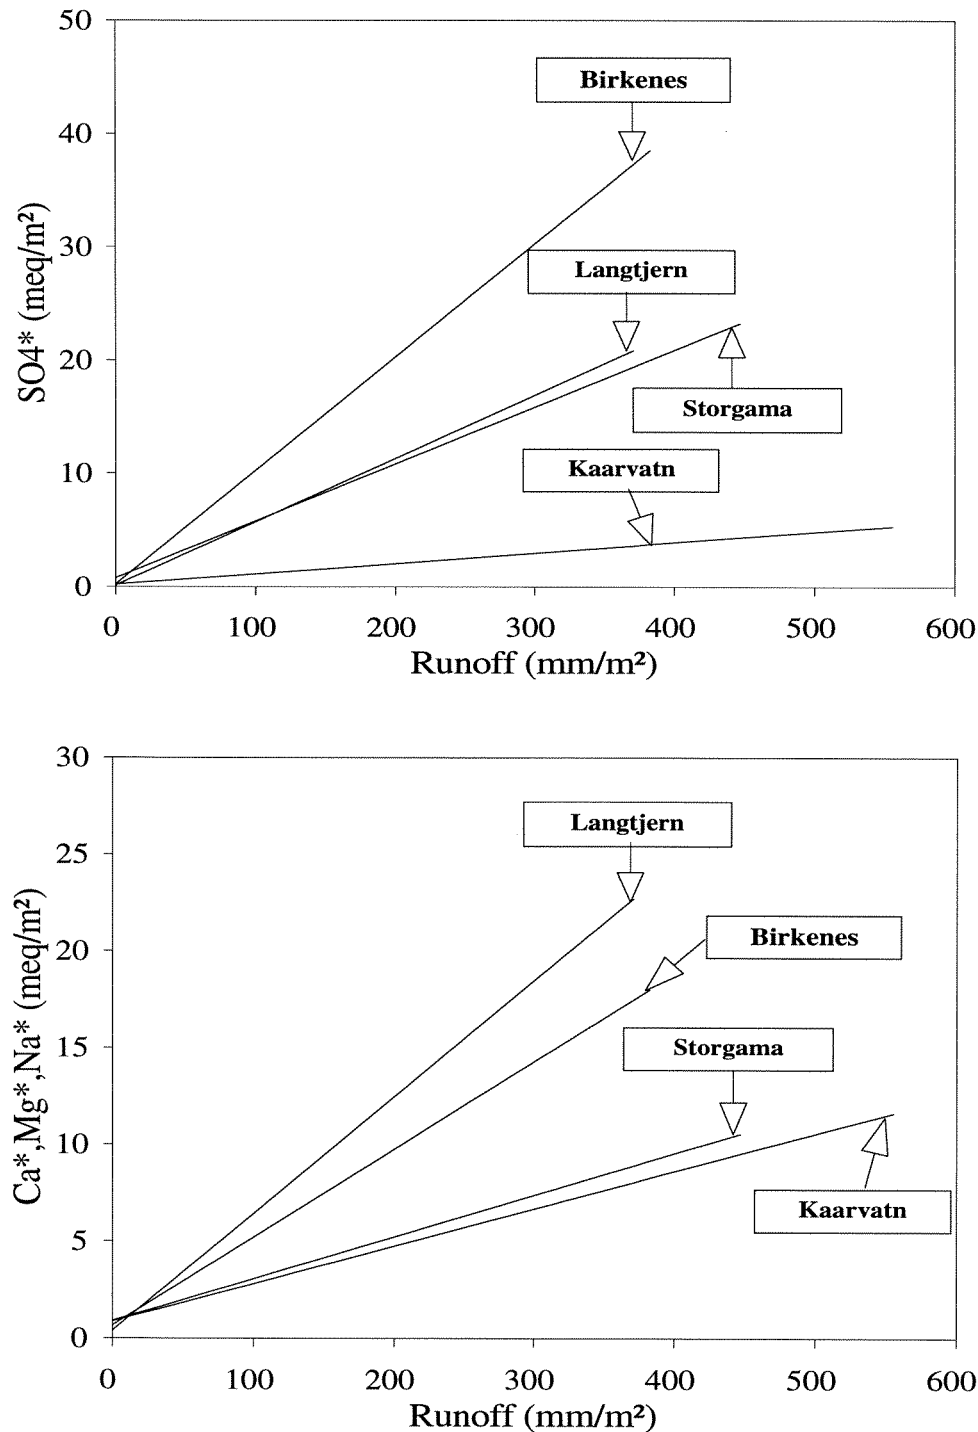 50
Birkenes
40
SO4* (meq/m²)
30
Langtjern
20
Storgama
Kaarvatn
10
0
0 100 200 300 400 500 600
Runoff (mm/m²)
30
Langtjern
25
Birkenes
20
Ca*,Mg*,Na* (meq/m²)
15
Storgama
10
Kaarvatn
5
0
0 100 200 300 400 500 600
Runoff (mm/m²)